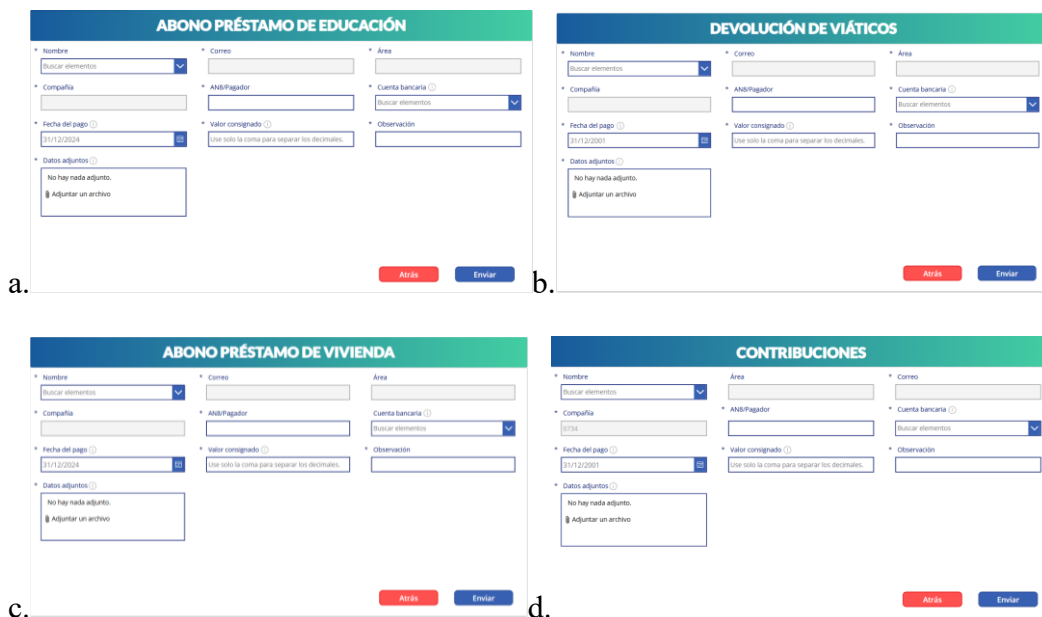 ABONO PRÉSTAMO DE EDUCACIÓN
* Nombre * Correo * Área
Buscar elementos
* Compañía * AN8/Pagador * Cuenta bancaria
Buscar elementos
* Fecha del pago * Valor consignado * Observación
31/12/2024 Use solo la coma para separar los decimales.
* Datos adjuntos
No hay nada adjunto.
Adjuntar un archivo
Atrás Enviar
a.
DEVOLUCIÓN DE VIÁTICOS
* Nombre * Correo * Área
Buscar elementos
* Compañía * AN8/Pagador * Cuenta bancaria
Buscar elementos
* Fecha del pago * Valor consignado * Observación
31/12/2001 Use solo la coma para separar los decimales.
* Datos adjuntos
No hay nada adjunto.
Adjuntar un archivo
Atrás Enviar
b.
ABONO PRÉSTAMO DE VIVIENDA
* Nombre * Correo Área
Buscar elementos
* Compañía * AN8/Pagador Cuenta bancaria
Buscar elementos
* Fecha del pago * Valor consignado * Observación
31/12/2024 Use solo la coma para separar los decimales.
* Datos adjuntos
No hay nada adjunto.
Adjuntar un archivo
Atrás Enviar
c.
CONTRIBUCIONES
* Nombre Área * Correo
Buscar elementos
* Compañía * AN8/Pagador * Cuenta bancaria
0734 Buscar elementos
* Fecha del pago * Valor consignado * Observación
31/12/2001 Use solo la coma para separar los decimales.
* Datos adjuntos
No hay nada adjunto.
Adjuntar un archivo
Atrás Enviar
d.